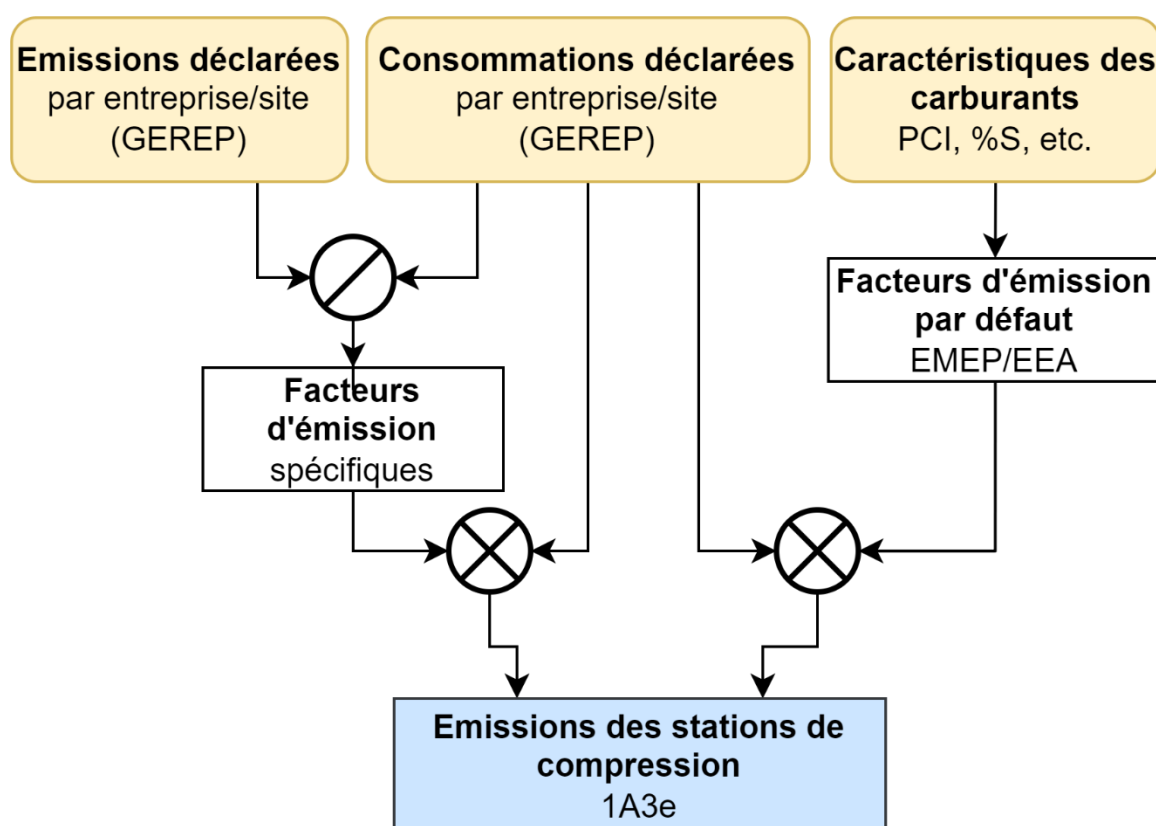 Emissions déclarées
par entreprise/site
(GEREP)
Consommations déclarées
par entreprise/site
(GEREP)
Caractéristiques des
carburants
PCI, %S, etc.
Facteurs d'émission
par défaut
EMEP/EEA
Facteurs
d'émission
spécifiques
Emissions des stations de
compression
1A3e